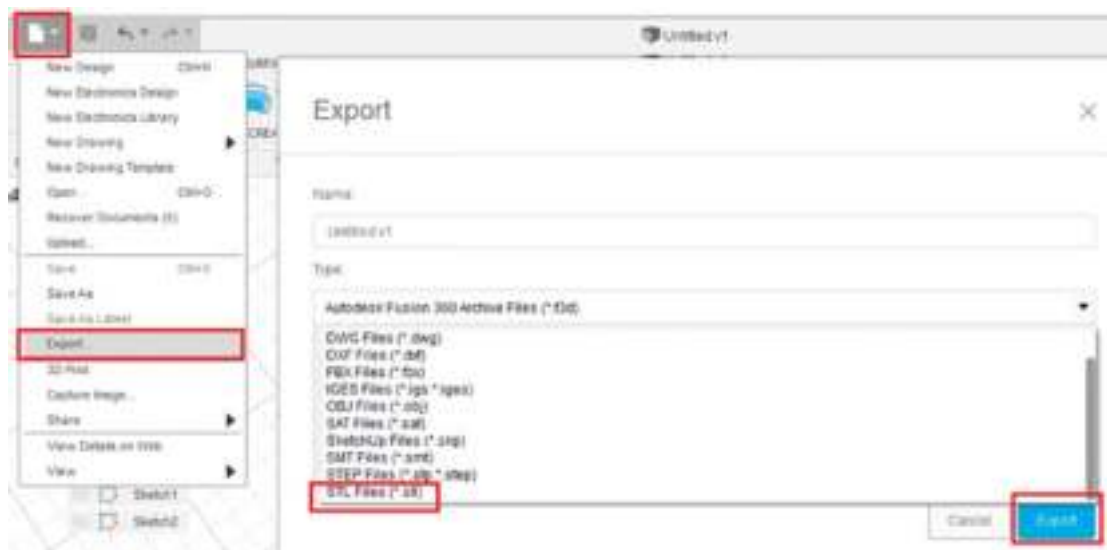 Untitled v1
New Design Ctrl+N
New Electronics Design
New Electronics Library
New Drawing
New Drawing Template
Open... Ctrl+O
Recover Documents (5)
Upload...
Save Ctrl+S
Save As
Save As Latest
Export...
3D Print
Capture Image...
Share
View Details on Web
View
Sketch1
Sketch2
Export
Name:
Untitled v1
Type:
Autodesk Fusion 360 Archive Files (*.f3d)
DWG Files (*.dwg)
DXF Files (*.dxf)
FBX Files (*.fbx)
IGES Files (*.igs *.iges)
OBJ Files (*.obj)
SAT Files (*.sat)
SketchUp Files (*.skp)
SMT Files (*.smt)
STEP Files (*.stp *.step)
STL Files (*.stl)
Cancel Export